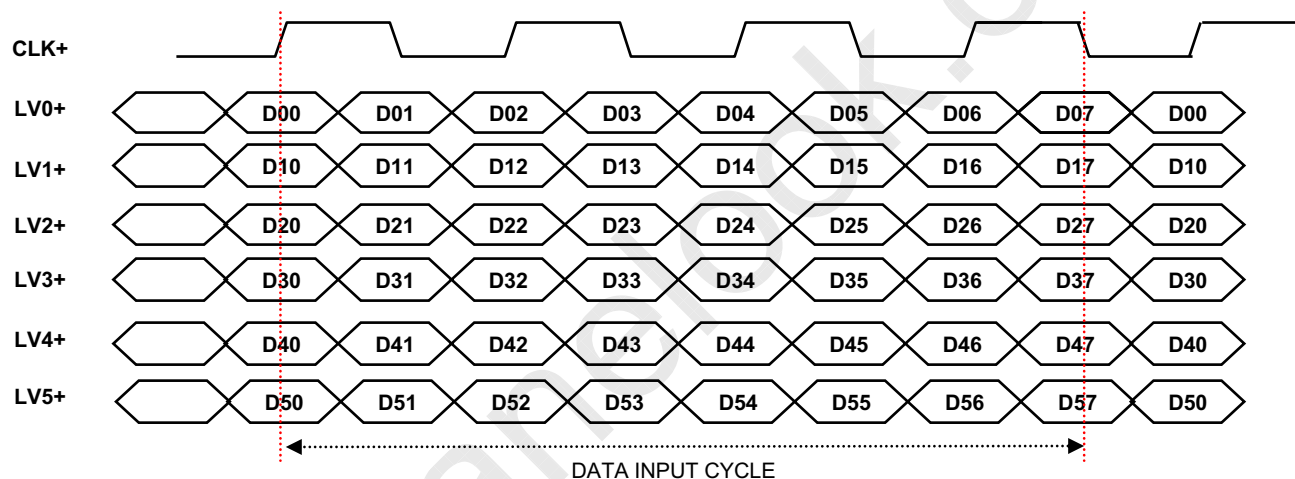 CLK+
LV0+ D00 D01 D02 D03 D04 D05 D06 D07 D00
LV1+ D10 D11 D12 D13 D14 D15 D16 D17 D10
LV2+ D20 D21 D22 D23 D24 D25 D26 D27 D20
LV3+ D30 D31 D32 D33 D34 D35 D36 D37 D30
LV4+ D40 D41 D42 D43 D44 D45 D46 D47 D40
LV5+ D50 D51 D52 D53 D54 D55 D56 D57 D50
DATA INPUT CYCLE